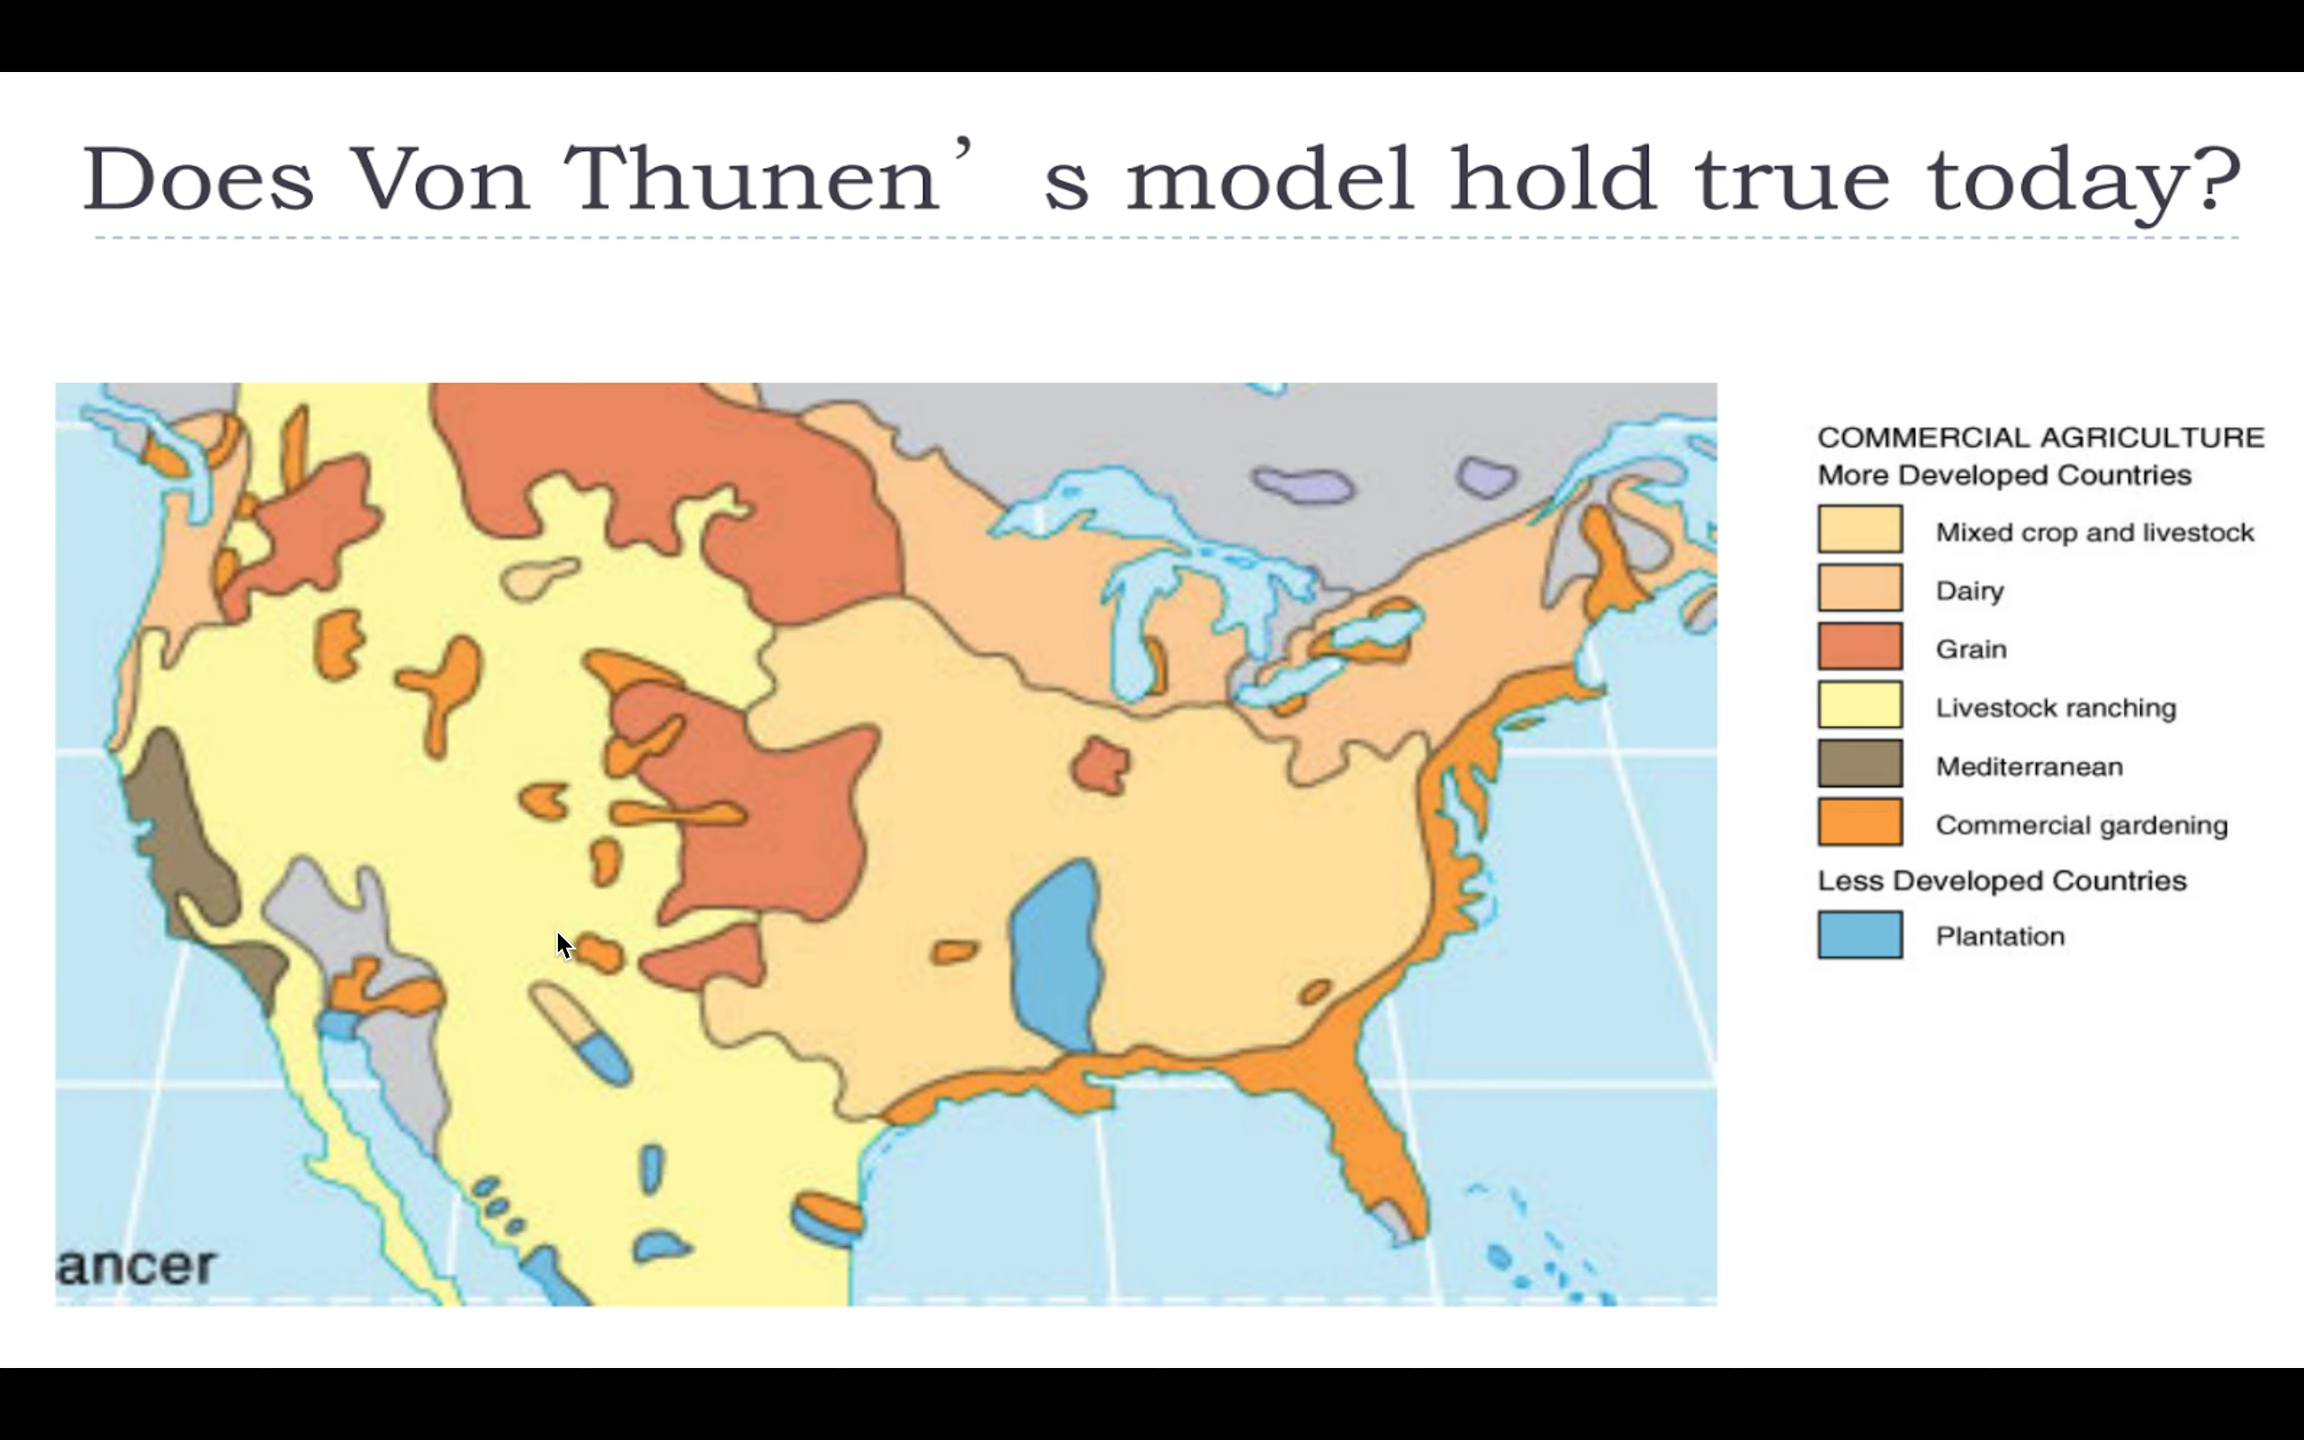 Does Von Thunen’s model hold true today?
COMMERCIAL AGRICULTURE
More Developed Countries
Mixed crop and livestock
Dairy
Grain
Livestock ranching
Mediterranean
Commercial gardening
Less Developed Countries
Plantation
ancer